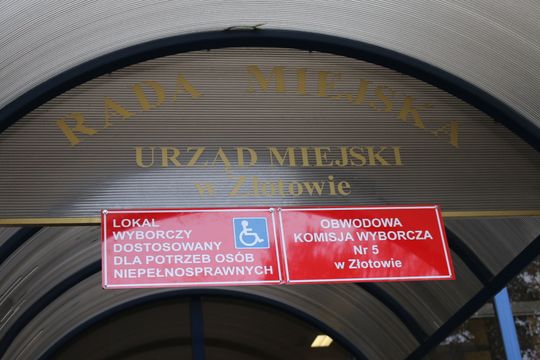 RADA MIEJSKA
URZĄD MIEJSKI
w Złotowie
LOKAL
WYBORCZY
DOSTOSOWANY
DLA POTRZEB OSÓB
NIEPEŁNOSPRAWNYCH
OBWODOWA
KOMISJA WYBORCZA
Nr 5
w Złotowie